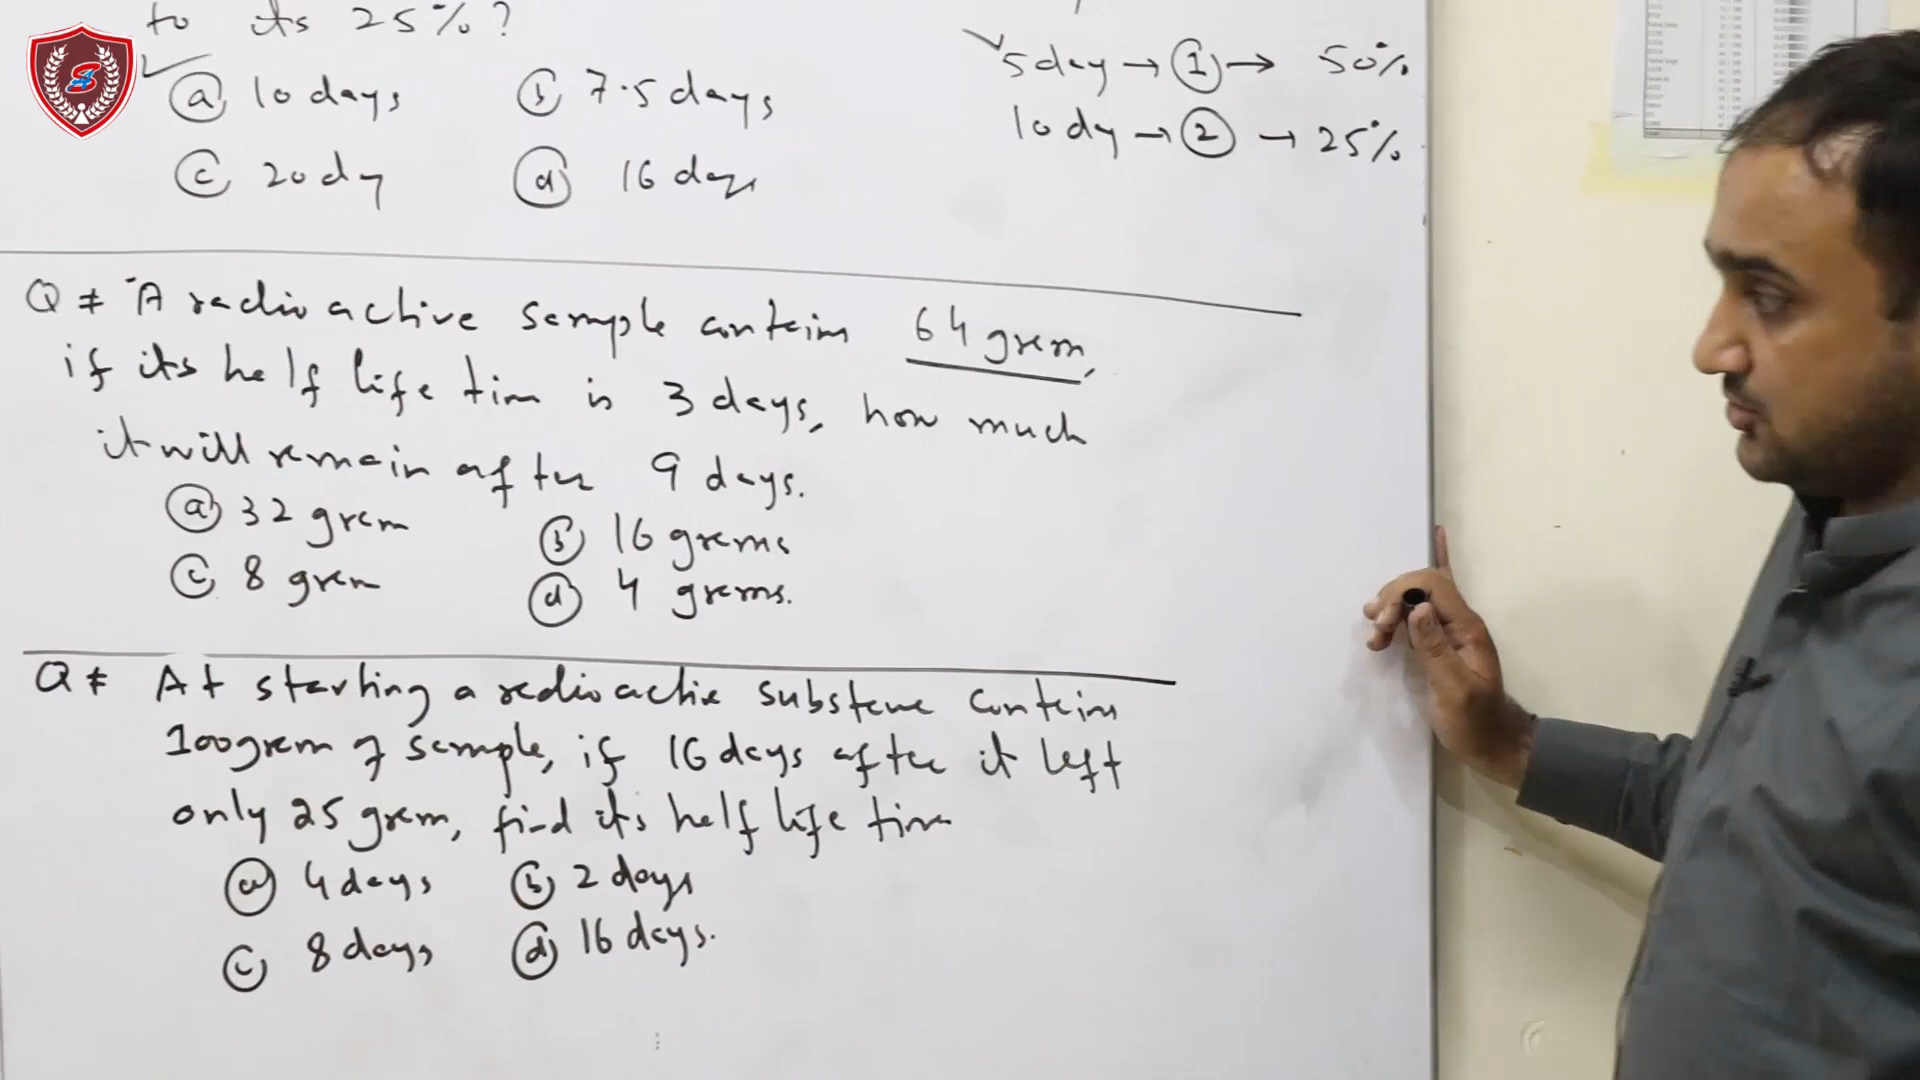 to its 25%?
ⓐ 10 days ⓑ 7.5 days
ⓒ 20 dy ⓓ 16 days
5 day → ① → 50%
10 dy → ② → 25%
Q# A radioactive sample contain 64 gram,
if its half life time is 3 days, how much
it will remain after 9 days.
ⓐ 32 gram ⓑ 16 grams
ⓒ 8 gram ⓓ 4 grams.
Q# At starting a radioactive substance contain
100 gram of sample, if 16 days after it left
only 25 gram, find its half life time
ⓐ 4 days ⓑ 2 days
ⓒ 8 days ⓓ 16 days.